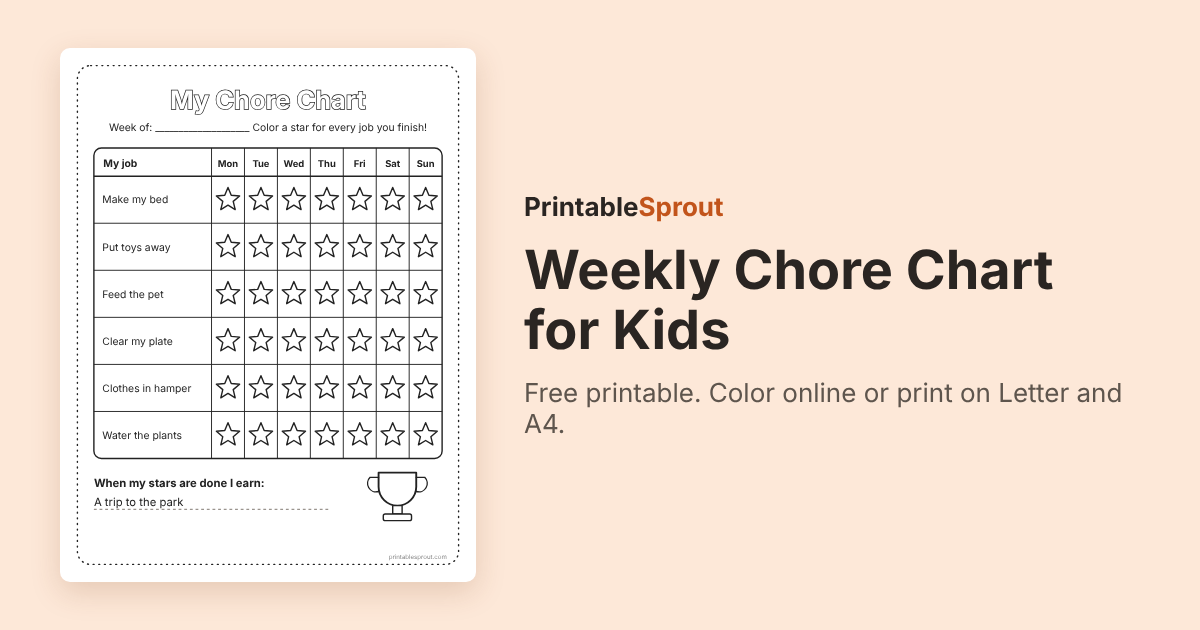 My Chore Chart
Week of: _________________ Color a star for every job you finish!
My job Mon Tue Wed Thu Fri Sat Sun
Make my bed
Put toys away
Feed the pet
Clear my plate
Clothes in hamper
Water the plants
When my stars are done I earn:
A trip to the park
printablesprout.com
PrintableSprout
Weekly Chore Chart
for Kids
Free printable. Color online or print on Letter and
A4.